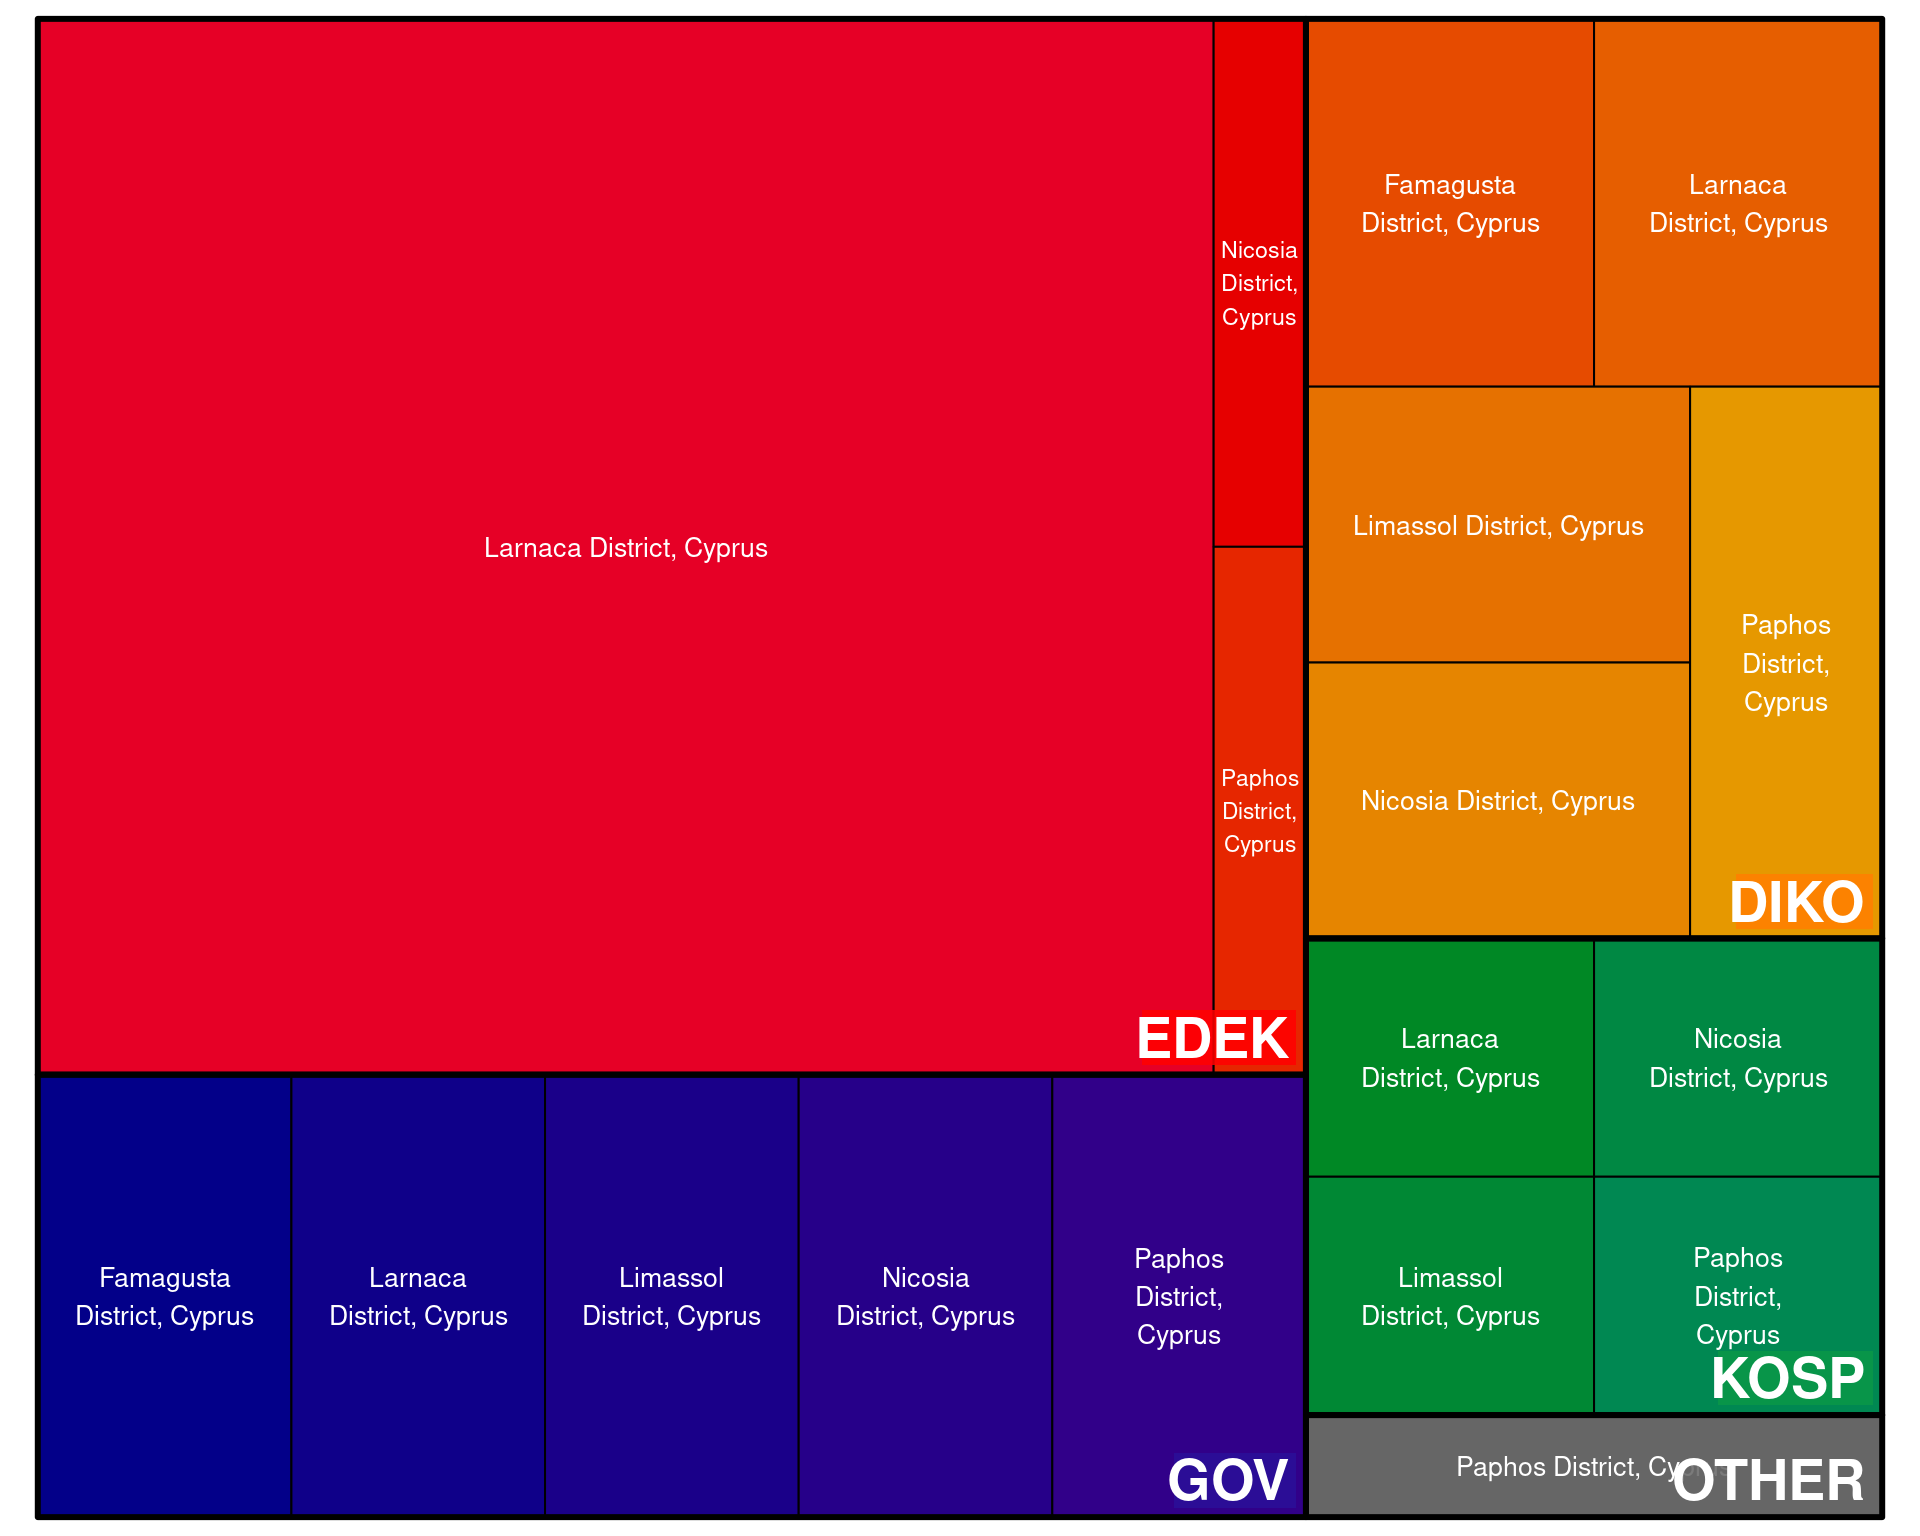 Larnaca District, Cyprus
Nicosia
District,
Cyprus
Paphos
District,
Cyprus
EDEK
Famagusta
District, Cyprus
Larnaca
District, Cyprus
Limassol District, Cyprus
Nicosia District, Cyprus
Paphos
District,
Cyprus
DIKO
Famagusta
District, Cyprus
Larnaca
District, Cyprus
Limassol
District, Cyprus
Nicosia
District, Cyprus
Paphos
District,
Cyprus
GOV
Larnaca
District, Cyprus
Nicosia
District, Cyprus
Limassol
District, Cyprus
Paphos
District,
Cyprus
KOSP
Paphos District, Cyprus
OTHER